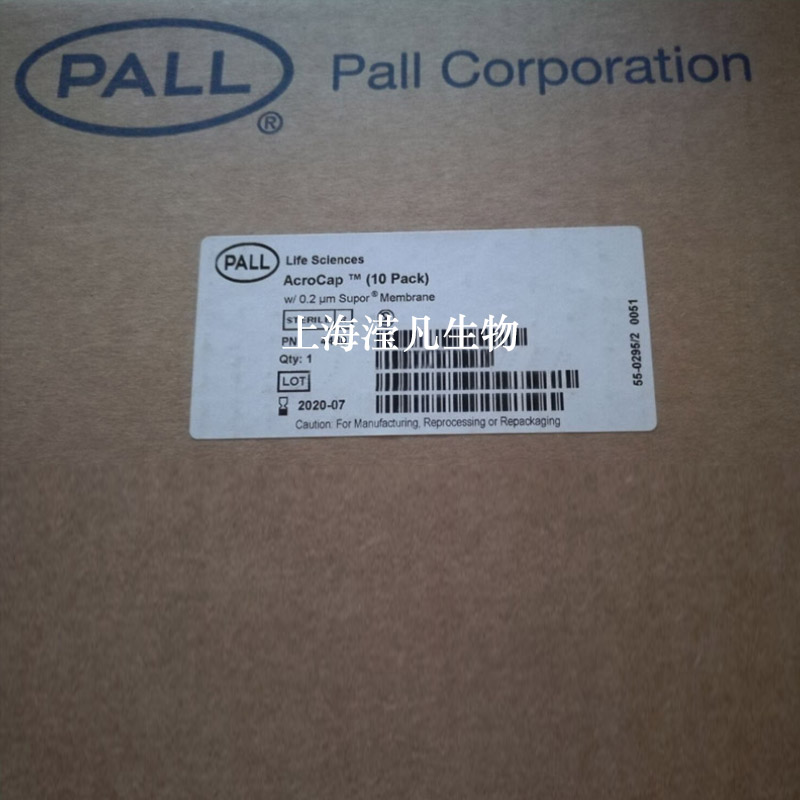 PALL
®
Pall Corporation
PALL
Life Sciences
AcroCap ™ (10 Pack)
w/ 0.2 µm Supor® Membrane
STERILE
上海滢凡生物
PN
Qty: 1
LOT
2020-07
Caution: For Manufacturing, Reprocessing or Repackaging
55-0295/2 0051